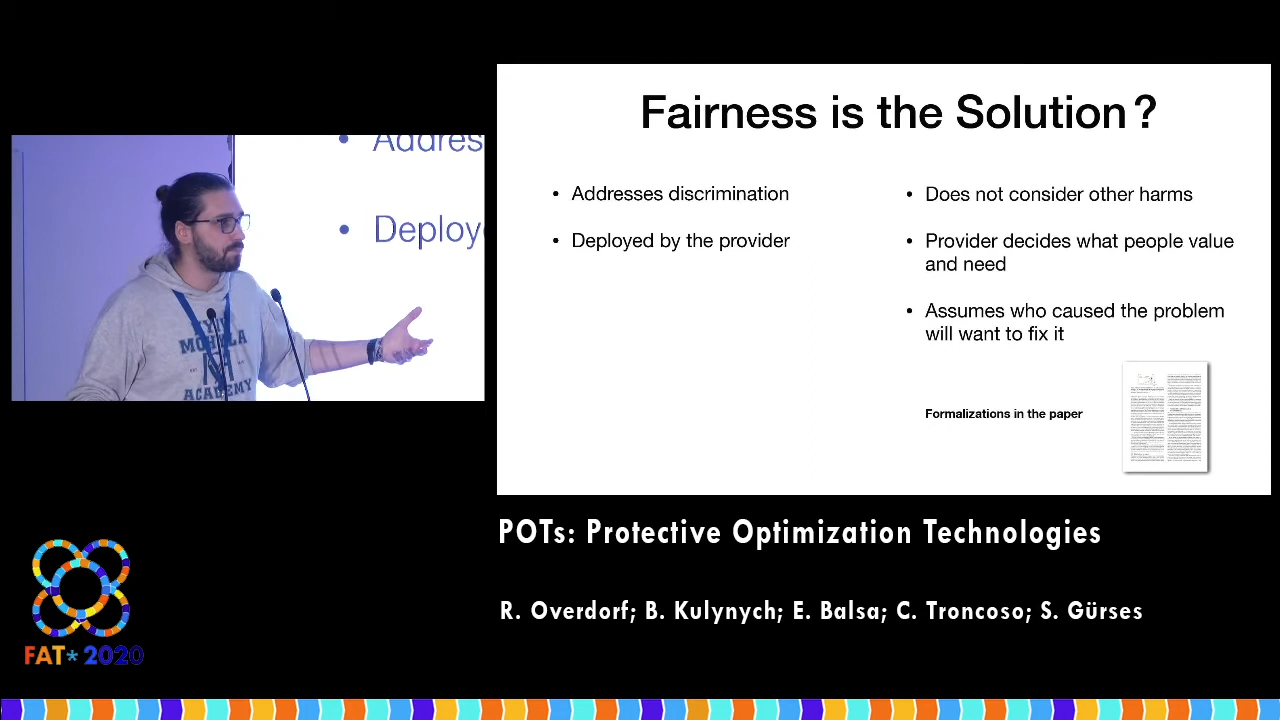 Fairness is the Solution?
• Addresses discrimination
• Deployed by the provider
• Does not consider other harms
• Provider decides what people value
and need
• Assumes who caused the problem
will want to fix it
Formalizations in the paper
• Addres
• Deploy
ACADEMY
POTs: Protective Optimization Technologies
R. Overdorf; B. Kulynych; E. Balsa; C. Troncoso; S. Gürses
FAT* 2020